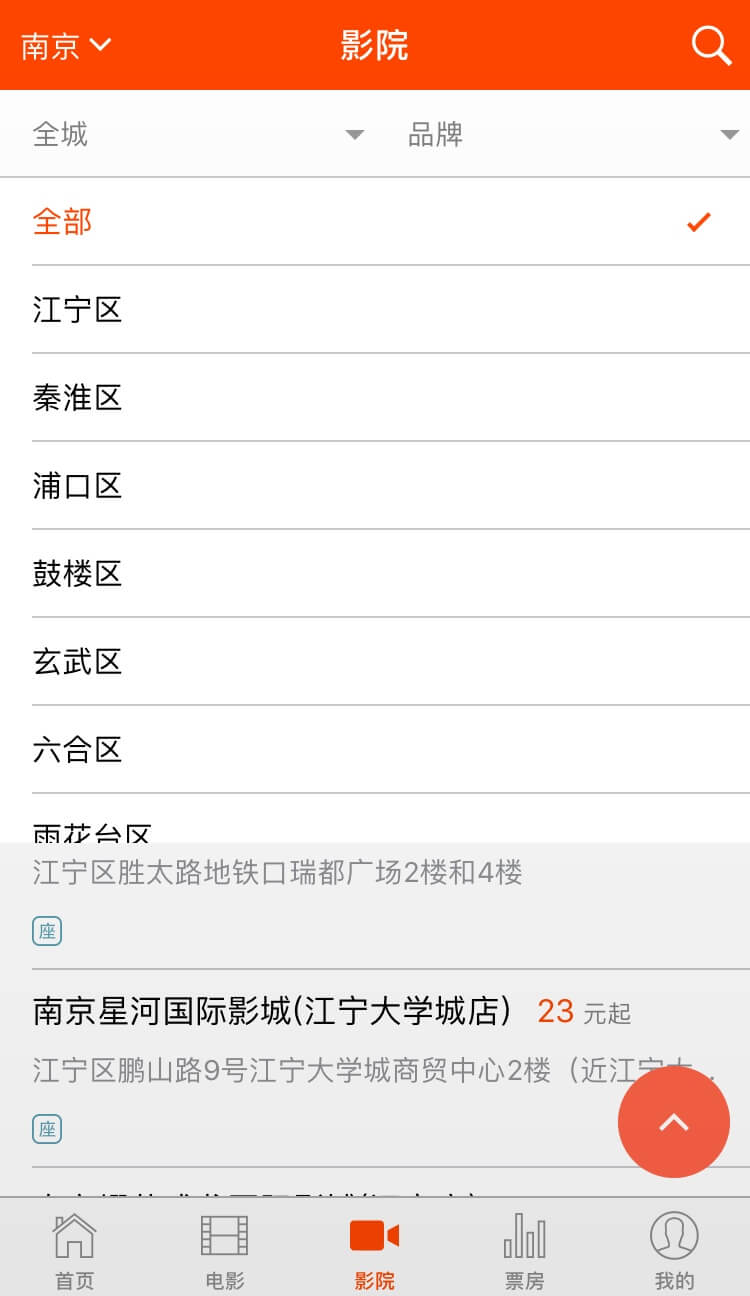 南京
影院
全城
品牌
全部
江宁区
秦淮区
浦口区
鼓楼区
玄武区
六合区
雨花台区
江宁区胜太路地铁口瑞都广场2楼和4楼
座
南京星河国际影城(江宁大学城店) 23 元起
江宁区鹏山路9号江宁大学城商贸中心2楼（近江宁大...
座
首页
电影
影院
票房
我的